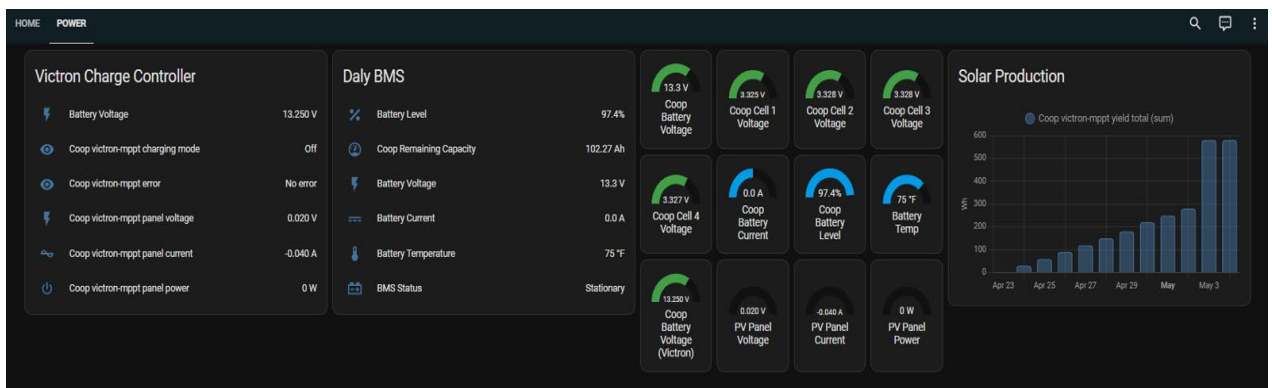 HOME POWER
Victron Charge Controller
Battery Voltage 13.250 V
Coop victron-mppt charging mode Off
Coop victron-mppt error No error
Coop victron-mppt panel voltage 0.020 V
Coop victron-mppt panel current -0.040 A
Coop victron-mppt panel power 0 W
Daly BMS
Battery Level 97.4%
Coop Remaining Capacity 102.27 Ah
Battery Voltage 13.3 V
Battery Current 0.0 A
Battery Temperature 75 °F
BMS Status Stationary
13.3 V
Coop
Battery
Voltage
3.325 V
Coop Cell 1
Voltage
3.328 V
Coop Cell 2
Voltage
3.328 V
Coop Cell 3
Voltage
3.327 V
Coop Cell 4
Voltage
0.0 A
Coop
Battery
Current
97.4%
Coop
Battery
Level
75 °F
Battery
Temp
13.250 V
Coop
Battery
Voltage
(Victron)
0.020 V
PV Panel
Voltage
-0.040 A
PV Panel
Current
0 W
PV Panel
Power
Solar Production
Coop victron-mppt yield total (sum)
600
500
400
300
200
100
0
Wh
Apr 23 Apr 25 Apr 27 Apr 29 May May 3